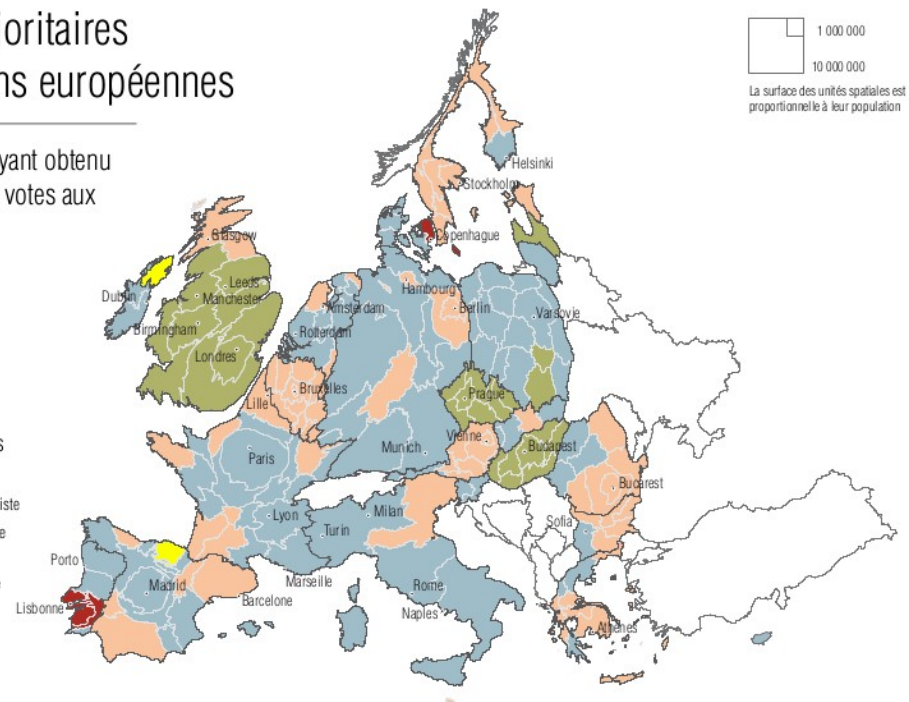 oritaires
ns européennes
yant obtenu
votes aux
s
iste
e
e
1 000 000
10 000 000
La surface des unités spatiales est
proportionnelle à leur population
Helsinki
Stockholm
Glasgow
Copenhague
Leeds
Hambourg
Dublin
Manchester
Amsterdam
Berlin
Varsovie
Birmingham
Rotterdam
Londres
Bruxelles
Prague
Lille
Vienne
Budapest
Munich
Paris
Bucarest
Milan
Lyon
Sofia
Turin
Porto
Marseille
Madrid
Rome
Barcelone
Lisbonne
Naples
Athènes